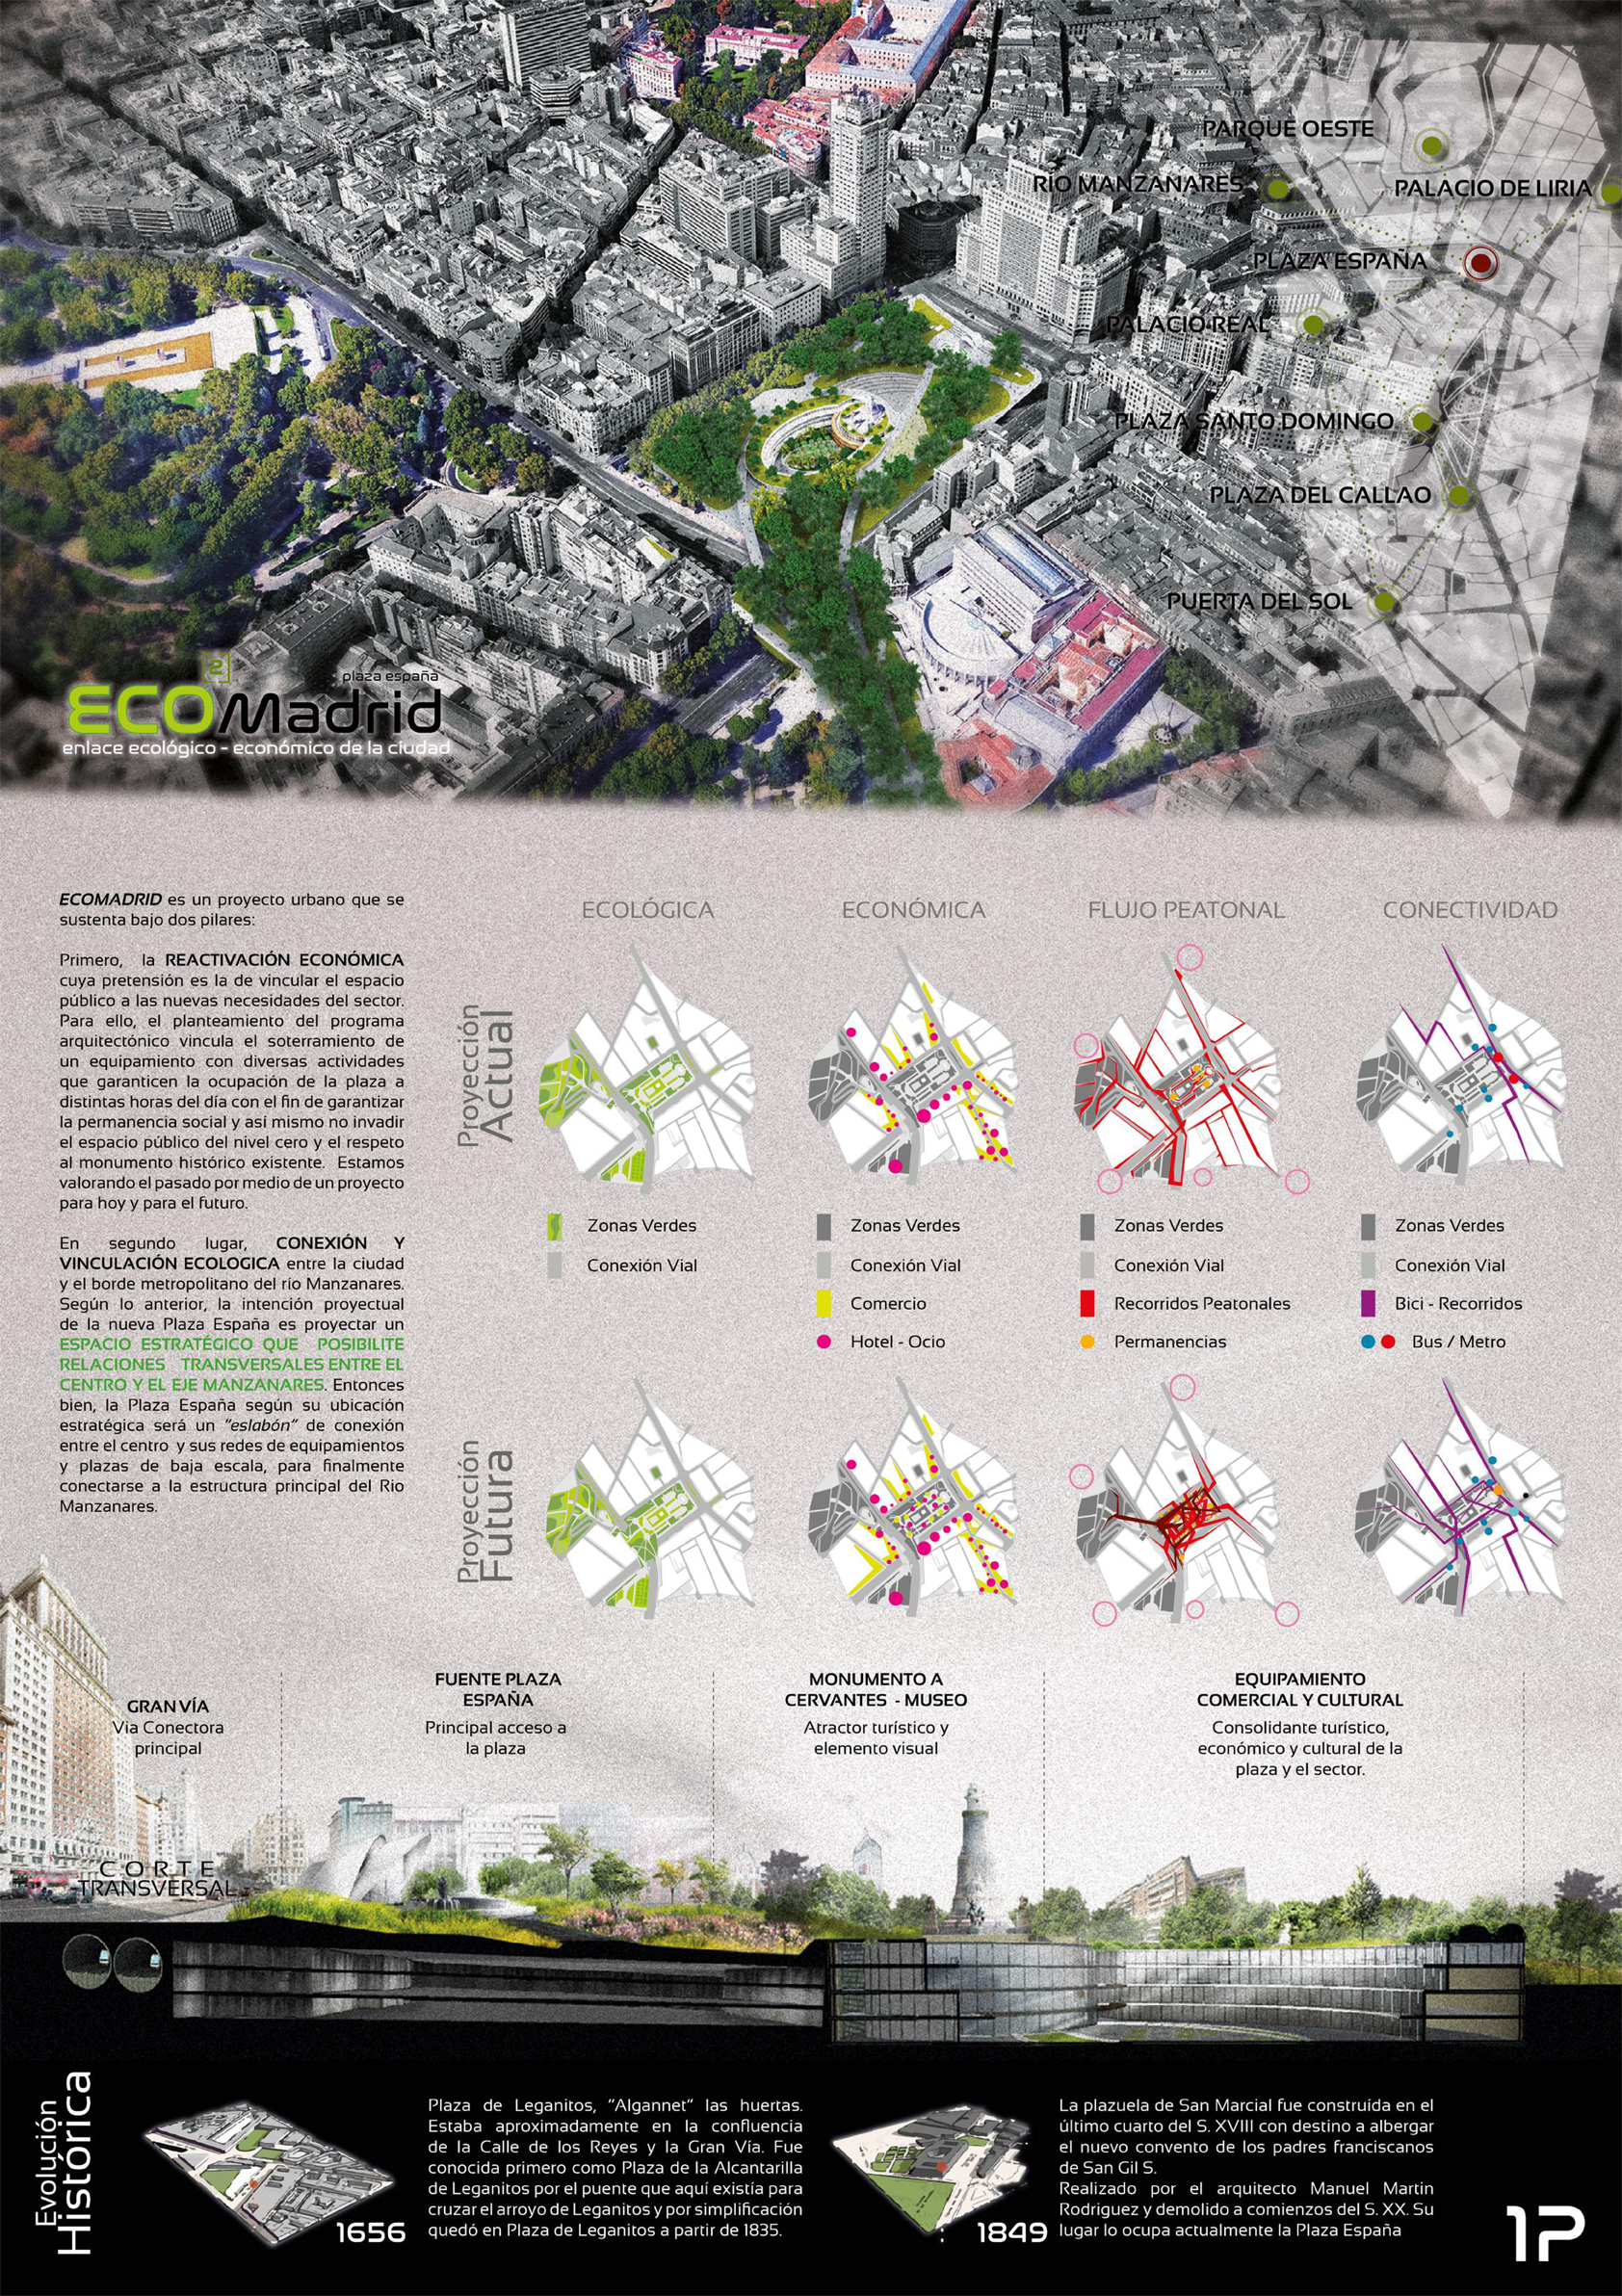 PARQUE OESTE
RÍO MANZANARES
PALACIO DE LIRIA
PLAZA ESPAÑA
PALACIO REAL
PLAZA SANTO DOMINGO
PLAZA DEL CALLAO
PUERTA DEL SOL
2
plaza españa
ECOMadrid
enlace ecológico - económico de la ciudad
ECOMADRID es un proyecto urbano que se
sustenta bajo dos pilares:
Primero, la REACTIVACIÓN ECONÓMICA
cuya pretensión es la de vincular el espacio
público a las nuevas necesidades del sector.
Para ello, el planteamiento del programa
arquitectónico vincula el soterramiento de
un equipamiento con diversas actividades
que garanticen la ocupación de la plaza a
distintas horas del día con el fin de garantizar
la permanencia social y así mismo no invadir
el espacio público del nivel cero y el respeto
al monumento histórico existente. Estamos
valorando el pasado por medio de un proyecto
para hoy y para el futuro.
En segundo lugar, CONEXIÓN Y
VINCULACIÓN ECOLOGICA entre la ciudad
y el borde metropolitano del río Manzanares.
Según lo anterior, la intención proyectual
de la nueva Plaza España es proyectar un
ESPACIO ESTRATÉGICO QUE POSIBILITE
RELACIONES TRANSVERSALES ENTRE EL
CENTRO Y EL EJE MANZANARES. Entonces
bien, la Plaza España según su ubicación
estratégica será un "eslabón" de conexión
entre el centro y sus redes de equipamientos
y plazas de baja escala, para finalmente
conectarse a la estructura principal del Rio
Manzanares.
ECOLÓGICA
ECONÓMICA
FLUJO PEATONAL
CONECTIVIDAD
Proyección
Actual
Zonas Verdes
Conexión Vial
Zonas Verdes
Conexión Vial
Comercio
Hotel - Ocio
Zonas Verdes
Conexión Vial
Recorridos Peatonales
Permanencias
Zonas Verdes
Conexión Vial
Bici - Recorridos
Bus / Metro
Proyección
Futura
GRAN VÍA
Via Conectora
principal
FUENTE PLAZA
ESPAÑA
Principal acceso a
la plaza
MONUMENTO A
CERVANTES - MUSEO
Atractor turístico y
elemento visual
EQUIPAMIENTO
COMERCIAL Y CULTURAL
Consolidante turístico,
económico y cultural de la
plaza y el sector.
CORTE
TRANSVERSAL
Evolución
Histórica
1656
Plaza de Leganitos, "Algannet" las huertas.
Estaba aproximadamente en la confluencia
de la Calle de los Reyes y la Gran Vía. Fue
conocida primero como Plaza de la Alcantarilla
de Leganitos por el puente que aquí existía para
cruzar el arroyo de Leganitos y por simplificación
quedó en Plaza de Leganitos a partir de 1835.
1849
La plazuela de San Marcial fue construída en el
último cuarto del S. XVIII con destino a albergar
el nuevo convento de los padres franciscanos
de San Gil S.
Realizado por el arquitecto Manuel Martin
Rodriguez y demolido a comienzos del S. XX. Su
lugar lo ocupa actualmente la Plaza España
1P